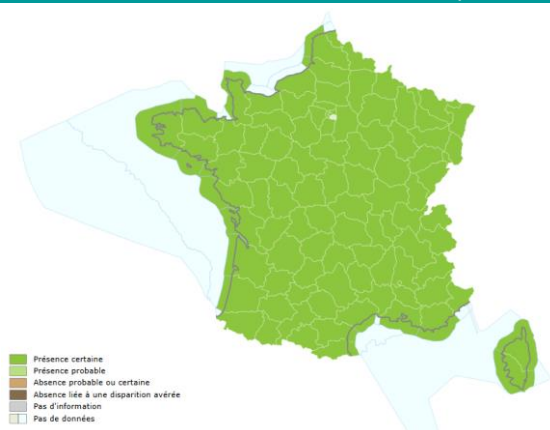 Présence certaine
Présence probable
Absence probable ou certaine
Absence liée à une disparition avérée
Pas d'information
Pas de données